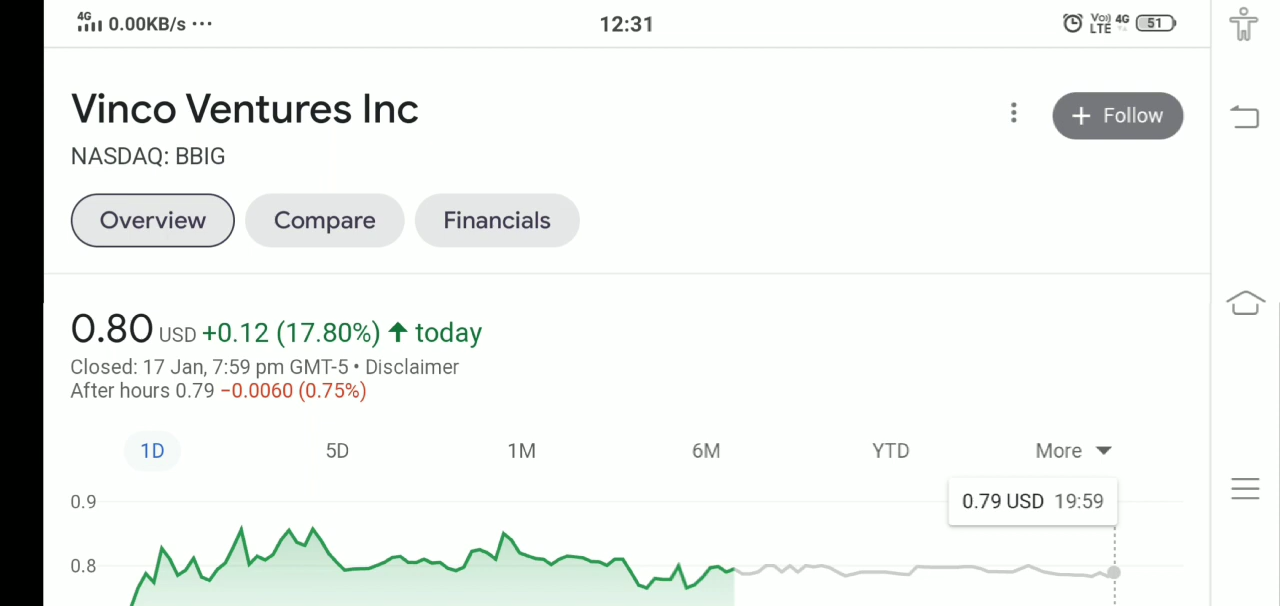 4G 0.00KB/s ···
12:31
Vo) LTE 4G 51
Vinco Ventures Inc
+ Follow
NASDAQ: BBIG
Overview Compare Financials
0.80 USD +0.12 (17.80%) ↑ today
Closed: 17 Jan, 7:59 pm GMT-5 • Disclaimer
After hours 0.79 −0.0060 (0.75%)
1D 5D 1M 6M YTD More
0.79 USD 19:59
0.9
0.8